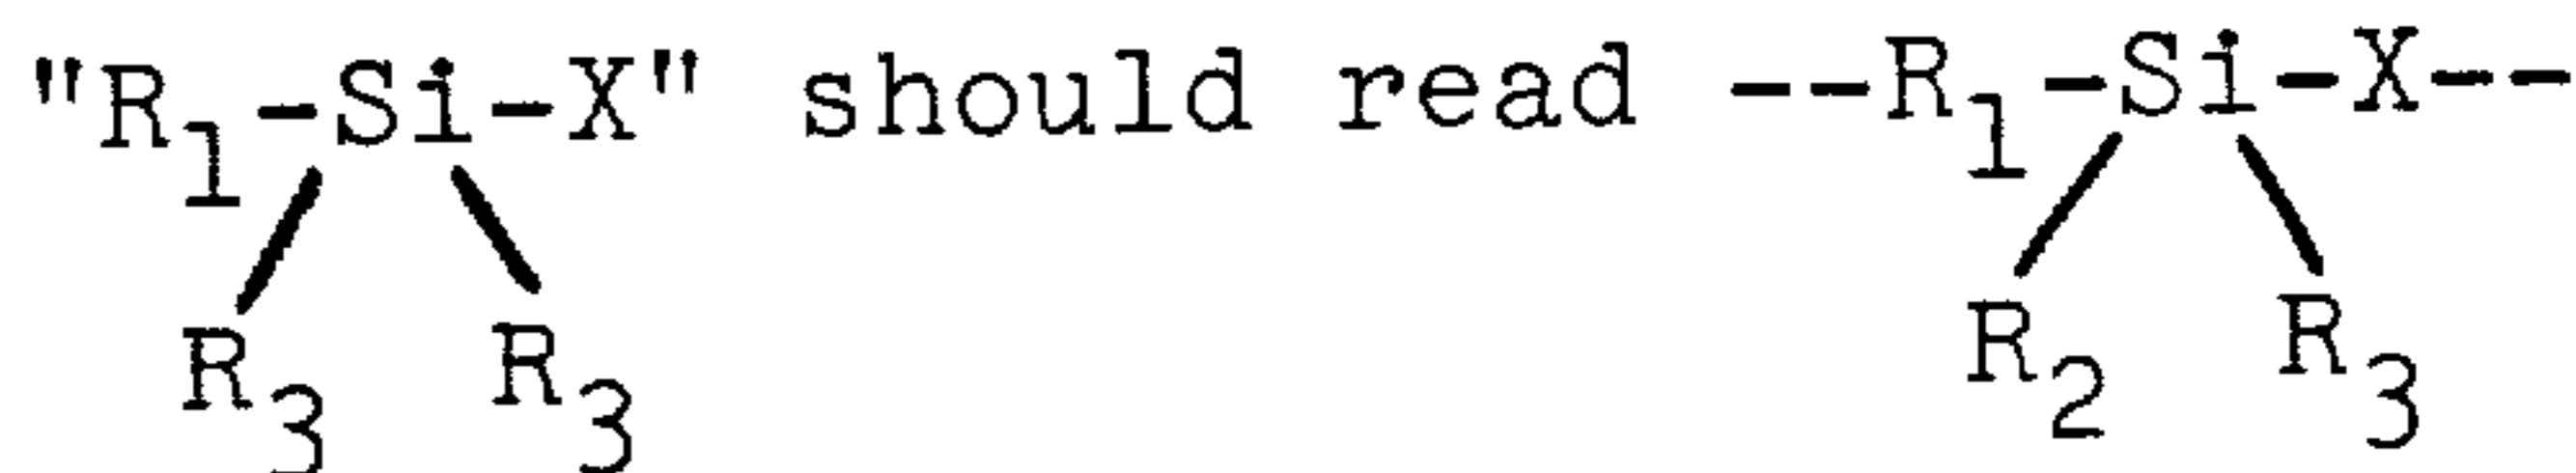 "R₁-Si-X" should read --R₁-Si-X--
R₃ R₃ R₂ R₃